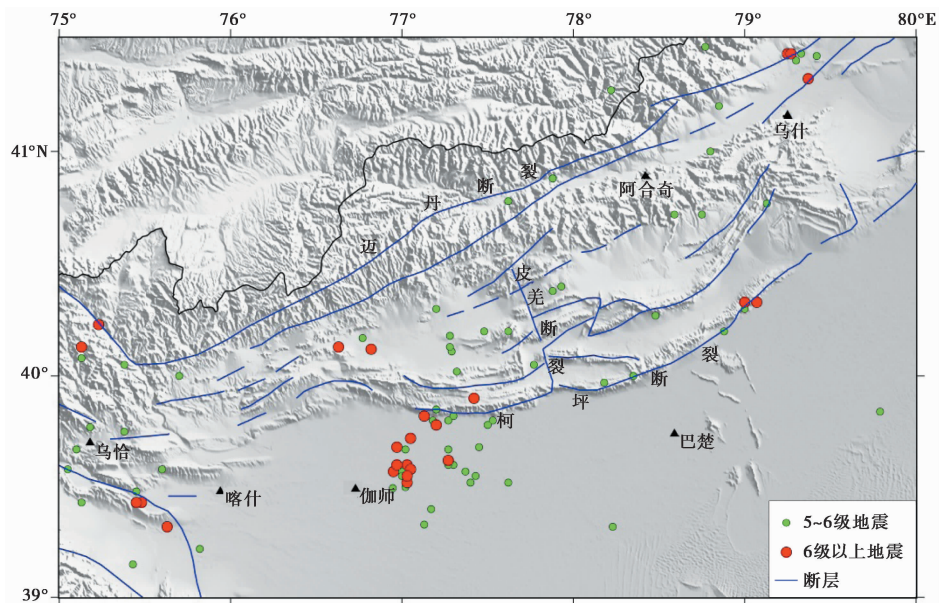 75° 76° 77° 78° 79° 80°E
41°N
40°
39°
乌什
阿合奇
迈丹断裂
皮羌断裂
柯坪断裂
巴楚
乌恰
喀什
伽师
5~6级地震
6级以上地震
断层